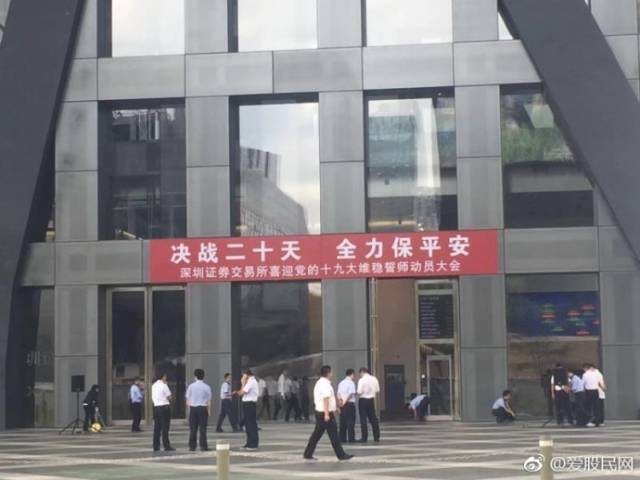 决战二十天 全力保平安
深圳证券交易所喜迎党的十九大维稳誓师动员大会
@爱股民网